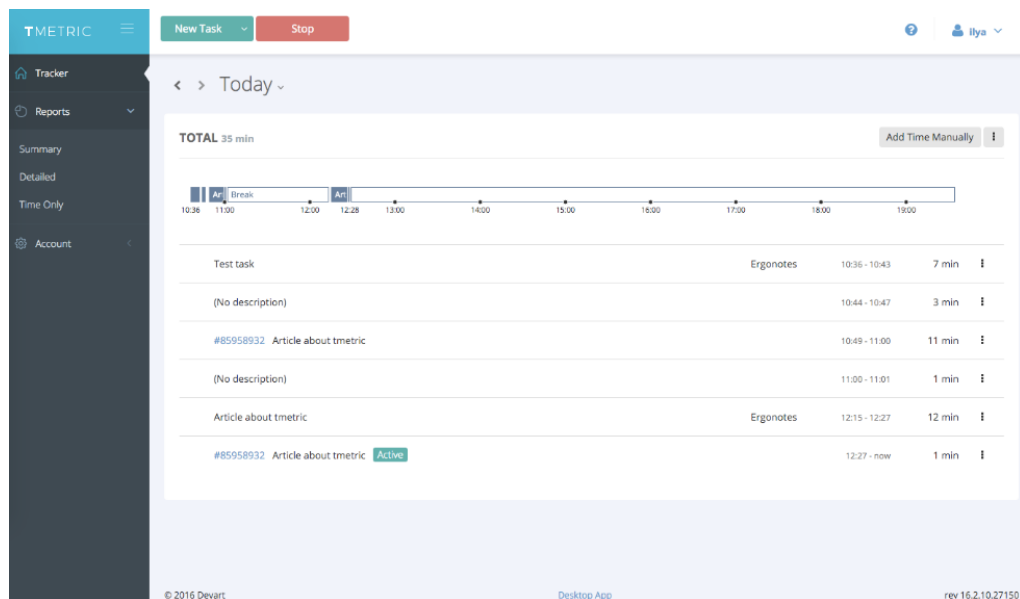 TMETRIC
New Task
Stop
ilya
Tracker
Reports
Summary
Detailed
Time Only
Account
Today
TOTAL 35 min
Add Time Manually
Art Break Art
10:36 11:00 12:00 12:28 13:00 14:00 15:00 16:00 17:00 18:00 19:00
Test task Ergonotes 10:36 - 10:43 7 min
(No description) 10:44 - 10:47 3 min
#85958932 Article about tmetric 10:49 - 11:00 11 min
(No description) 11:00 - 11:01 1 min
Article about tmetric Ergonotes 12:15 - 12:27 12 min
#85958932 Article about tmetric Active 12:27 - now 1 min
© 2016 Devart Desktop App rev 16.2.10.27150